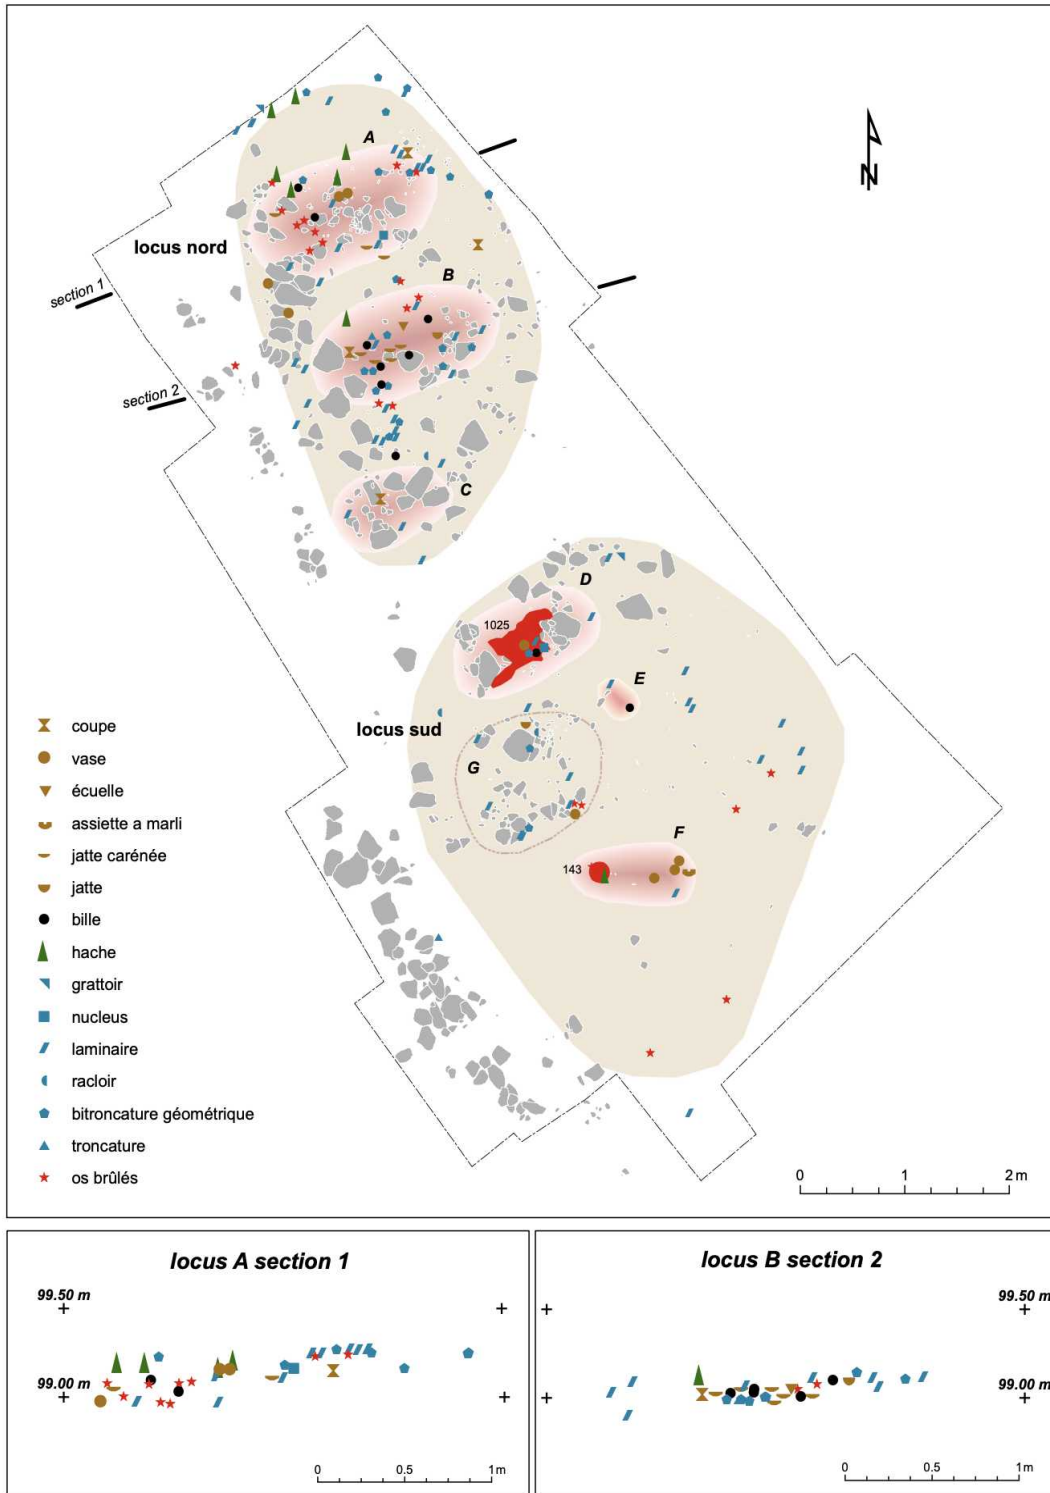 A
N
locus nord
B
section 1
section 2
C
D
1025
E
locus sud
G
F
143
coupe
vase
écuelle
assiette a marli
jatte carénée
jatte
bille
hache
grattoir
nucleus
laminaire
racloir
bitroncature géométrique
troncature
os brûlés
0 1 2 m
locus A section 1
99.50 m
99.00 m
0 0.5 1m
locus B section 2
99.50 m
99.00 m
0 0.5 1m